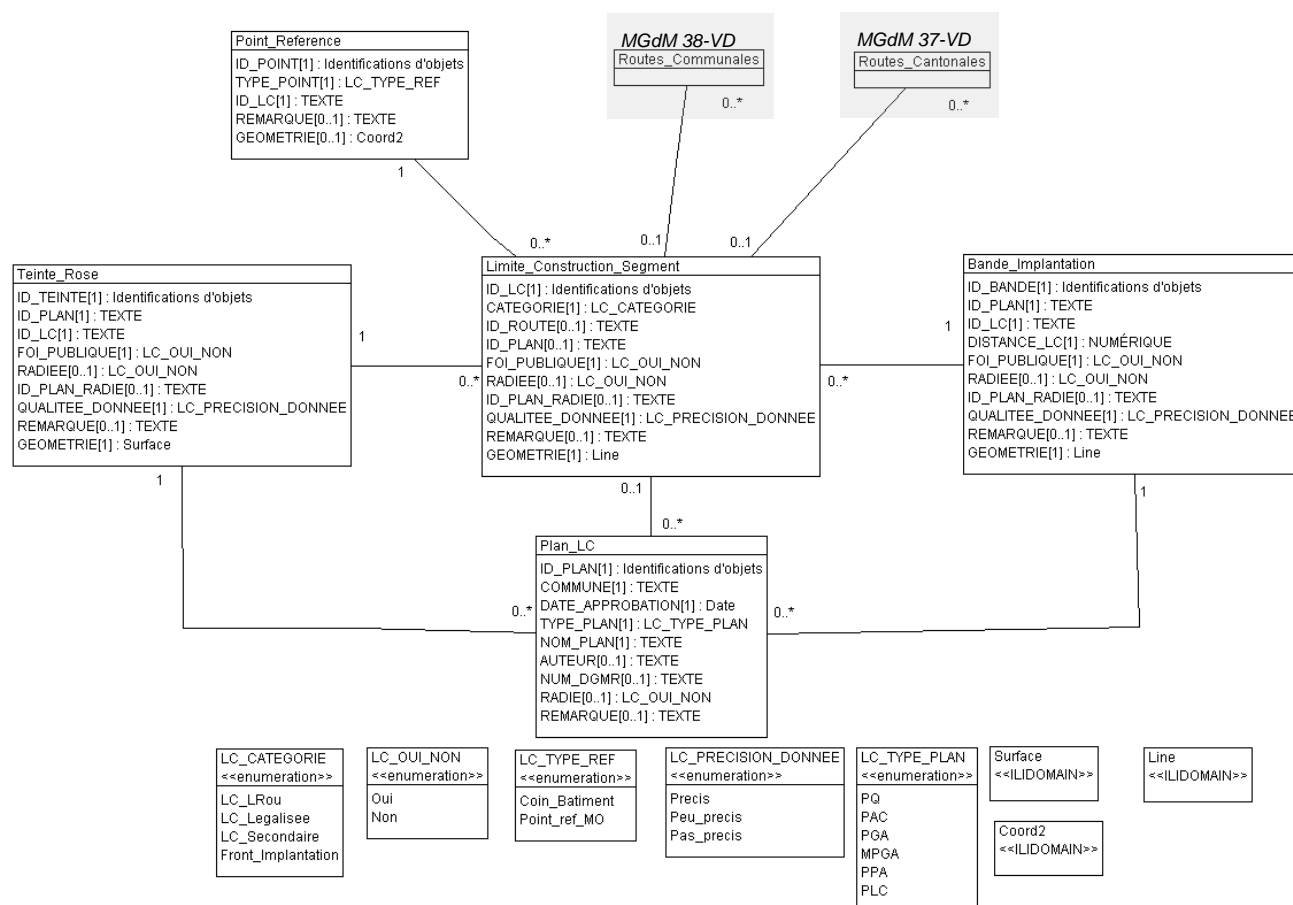 Point_Reference
ID_POINT[1] : Identifications d'objets
TYPE_POINT[1] : LC_TYPE_REF
ID_LC[1] : TEXTE
REMARQUE[0..1] : TEXTE
GEOMETRIE[0..1] : Coord2
MGdM 38-VD
Routes_Communales
0..*
MGdM 37-VD
Routes_Cantonales
0..*
1
0..*
0..1
0..1
Teinte_Rose
ID_TEINTE[1] : Identifications d'objets
ID_PLAN[1] : TEXTE
ID_LC[1] : TEXTE
FOI_PUBLIQUE[1] : LC_OUI_NON
RADIEE[0..1] : LC_OUI_NON
ID_PLAN_RADIE[0..1] : TEXTE
QUALITEE_DONNEE[1] : LC_PRECISION_DONNEE
REMARQUE[0..1] : TEXTE
GEOMETRIE[1] : Surface
1
0..*
Limite_Construction_Segment
ID_LC[1] : Identifications d'objets
CATEGORIE[1] : LC_CATEGORIE
ID_ROUTE[0..1] : TEXTE
ID_PLAN[0..1] : TEXTE
FOI_PUBLIQUE[1] : LC_OUI_NON
RADIEE[0..1] : LC_OUI_NON
ID_PLAN_RADIE[0..1] : TEXTE
QUALITEE_DONNEE[1] : LC_PRECISION_DONNEE
REMARQUE[0..1] : TEXTE
GEOMETRIE[1] : Line
1
0..*
Bande_Implantation
ID_BANDE[1] : Identifications d'objets
ID_PLAN[1] : TEXTE
ID_LC[1] : TEXTE
DISTANCE_LC[1] : NUMÉRIQUE
FOI_PUBLIQUE[1] : LC_OUI_NON
RADIEE[0..1] : LC_OUI_NON
ID_PLAN_RADIE[0..1] : TEXTE
QUALITEE_DONNEE[1] : LC_PRECISION_DONNEE
REMARQUE[0..1] : TEXTE
GEOMETRIE[1] : Line
1
0..1
1
0..*
Plan_LC
ID_PLAN[1] : Identifications d'objets
COMMUNE[1] : TEXTE
DATE_APPROBATION[1] : Date
TYPE_PLAN[1] : LC_TYPE_PLAN
NOM_PLAN[1] : TEXTE
AUTEUR[0..1] : TEXTE
NUM_DGMR[0..1] : TEXTE
RADIE[0..1] : LC_OUI_NON
REMARQUE[0..1] : TEXTE
0..*
0..*
LC_CATEGORIE
<<enumeration>>
LC_LRou
LC_Legalisee
LC_Secondaire
Front_Implantation
LC_OUI_NON
<<enumeration>>
Oui
Non
LC_TYPE_REF
<<enumeration>>
Coin_Batiment
Point_ref_MO
LC_PRECISION_DONNEE
<<enumeration>>
Precis
Peu_precis
Pas_precis
LC_TYPE_PLAN
<<enumeration>>
PQ
PAC
PGA
MPGA
PPA
PLC
Surface
<<ILIDOMAIN>>
Coord2
<<ILIDOMAIN>>
Line
<<ILIDOMAIN>>